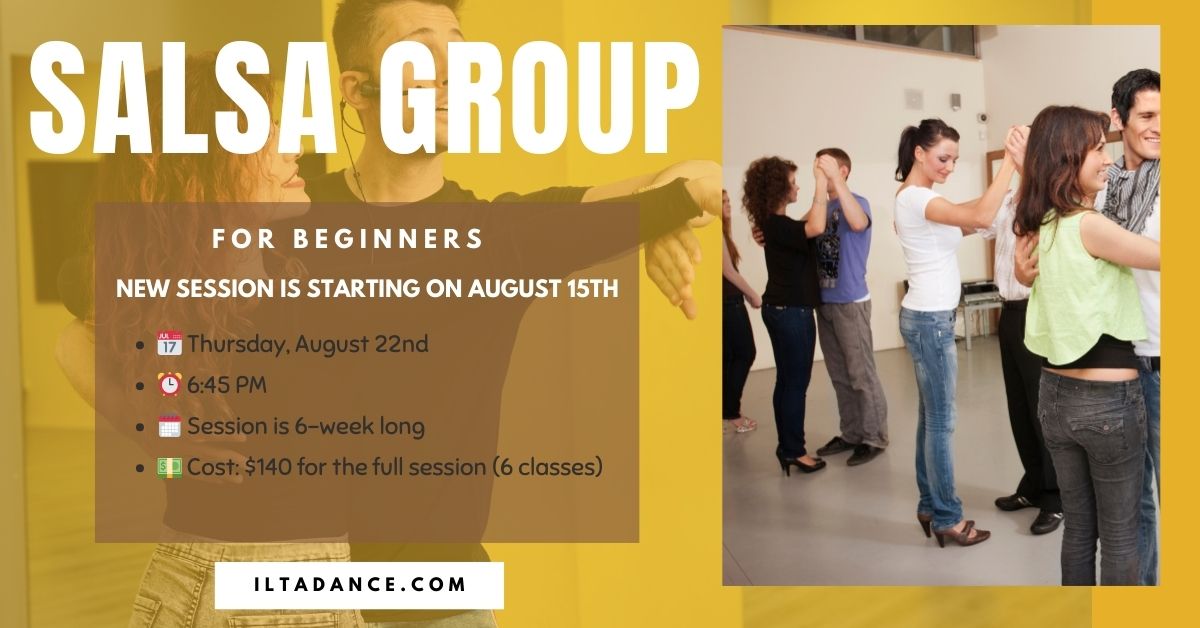 SALSA GROUP
FOR BEGINNERS
NEW SESSION IS STARTING ON AUGUST 15TH
• 📅 Thursday, August 22nd
• ⏰ 6:45 PM
• 🗓 Session is 6-week long
• 💵 Cost: $140 for the full session (6 classes)
ILTADANCE.COM